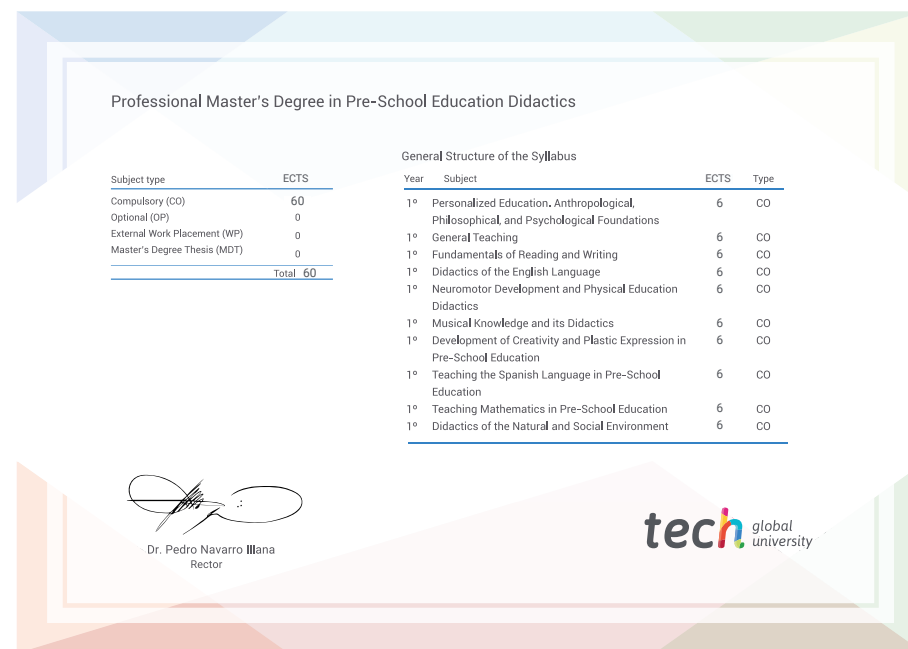 Professional Master's Degree in Pre-School Education Didactics
Subject type ECTS
Compulsory (CO) 60
Optional (OP) 0
External Work Placement (WP) 0
Master's Degree Thesis (MDT) 0
Total 60
General Structure of the Syllabus
Year Subject ECTS Type
1º Personalized Education. Anthropological, 6 CO
Philosophical, and Psychological Foundations
1º General Teaching 6 CO
1º Fundamentals of Reading and Writing 6 CO
1º Didactics of the English Language 6 CO
1º Neuromotor Development and Physical Education 6 CO
Didactics
1º Musical Knowledge and its Didactics 6 CO
1º Development of Creativity and Plastic Expression in 6 CO
Pre-School Education
1º Teaching the Spanish Language in Pre-School 6 CO
Education
1º Teaching Mathematics in Pre-School Education 6 CO
1º Didactics of the Natural and Social Environment 6 CO
Dr. Pedro Navarro Illana
Rector
tech global
university